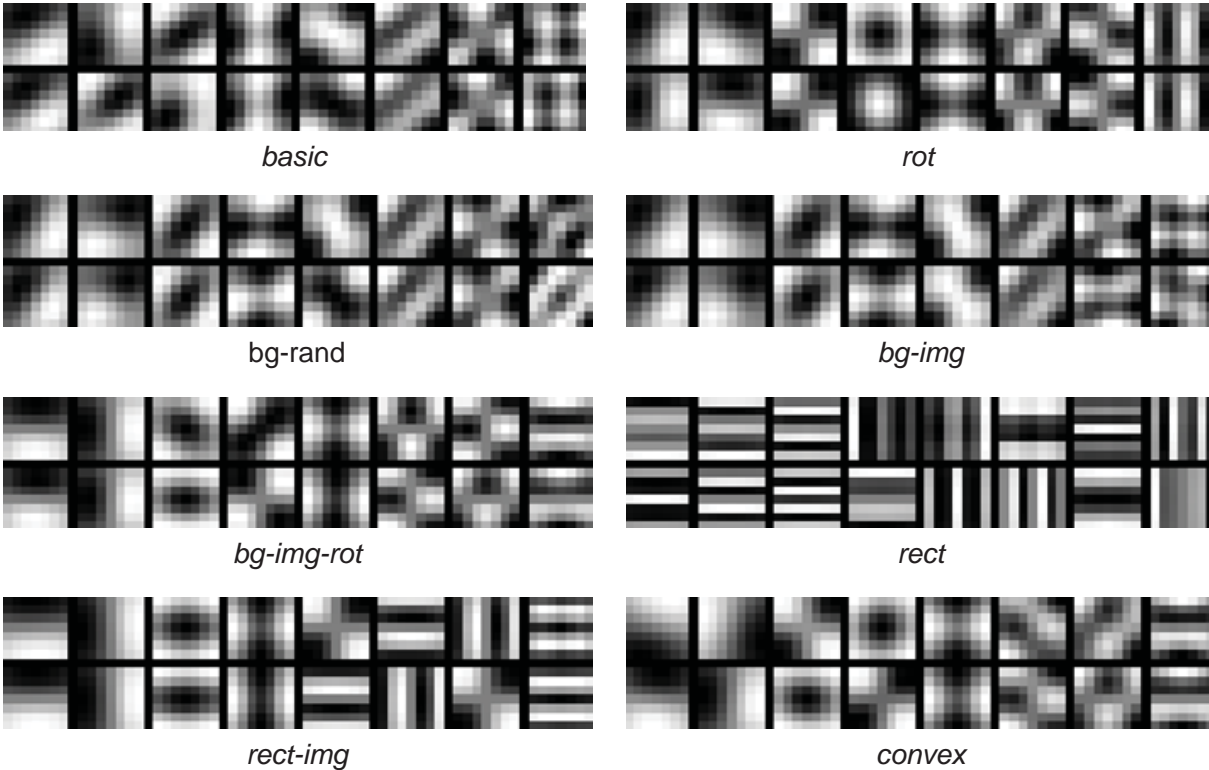 basic
rot
bg-rand
bg-img
bg-img-rot
rect
rect-img
convex